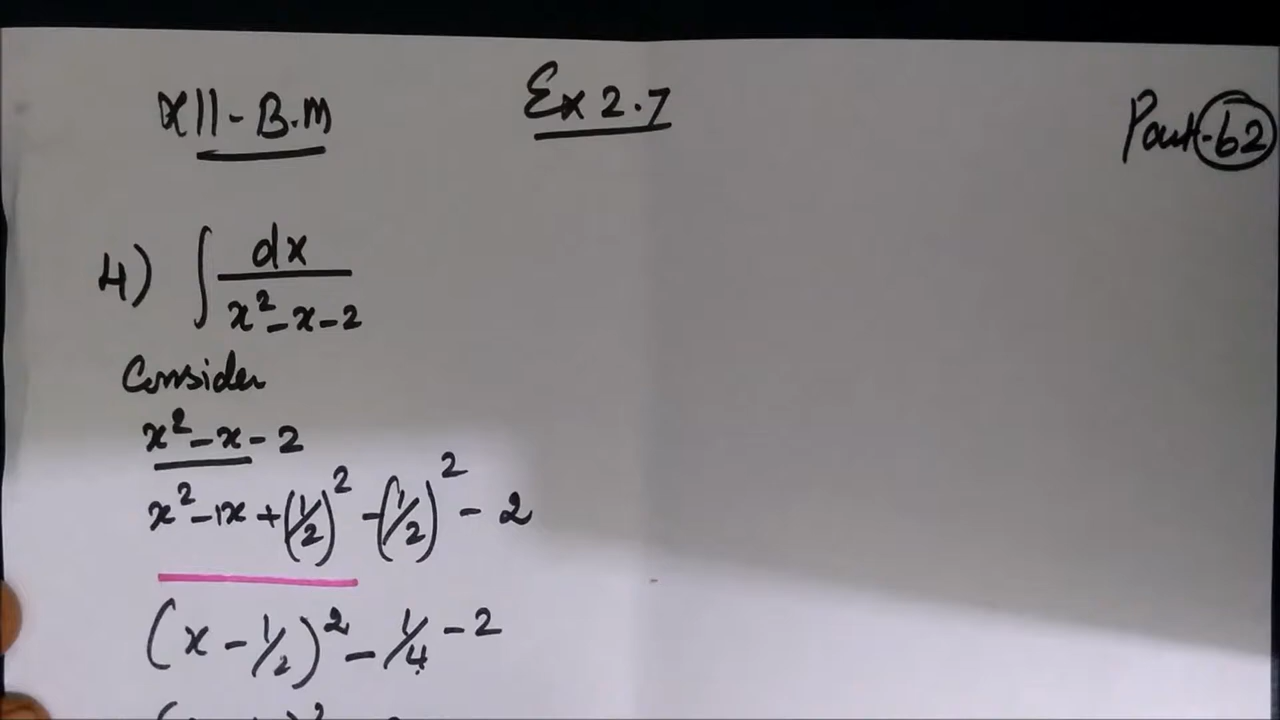 XII - B.M
Ex 2.7
Part-62
4) ∫ dx / x² - x - 2
Consider
x² - x - 2
x² - 1x + (1/2)² - (1/2)² - 2
(x - 1/2)² - 1/4 - 2